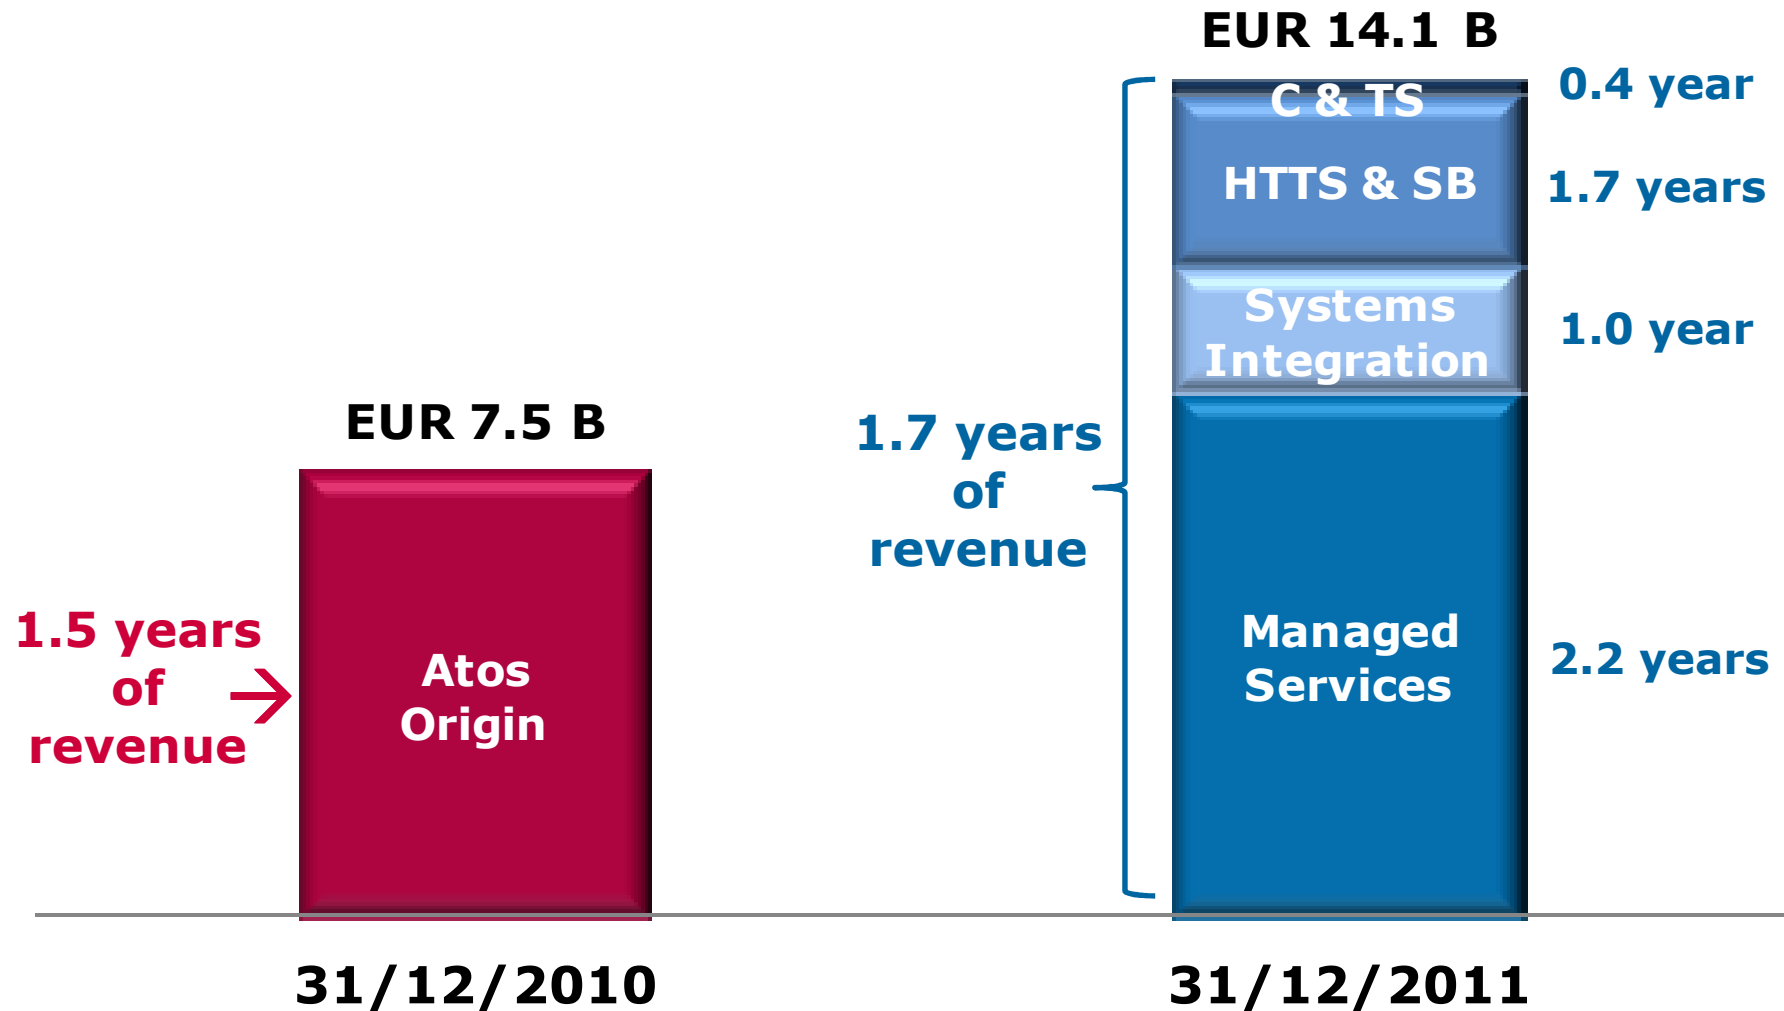 EUR 14.1 B
C & TS
0.4 year
HTTS & SB
1.7 years
Systems
Integration
1.0 year
EUR 7.5 B
1.7 years
of
revenue
1.5 years
of
revenue
Atos
Origin
Managed
Services
2.2 years
31/12/2010
31/12/2011